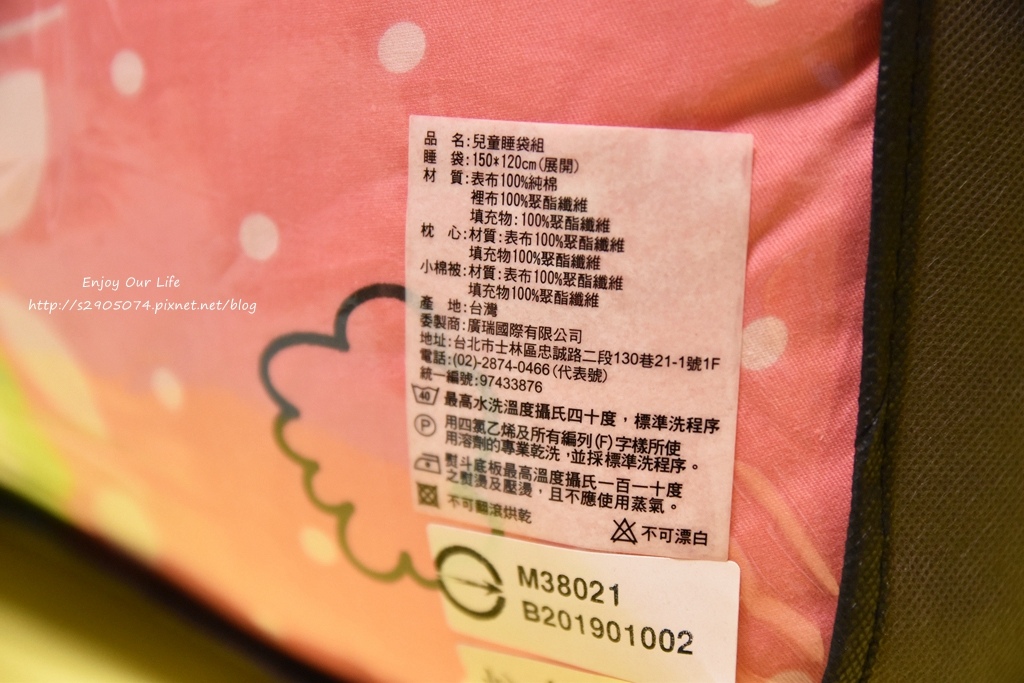 品 名:兒童睡袋組
睡 袋:150*120cm(展開)
材 質:表布100%純棉
裡布100%聚酯纖維
填充物:100%聚酯纖維
枕 心:材質:表布100%聚酯纖維
填充物100%聚酯纖維
小棉被:材質:表布100%聚酯纖維
填充物100%聚酯纖維
產 地:台灣
委製商:廣瑞國際有限公司
地址:台北市士林區忠誠路二段130巷21-1號1F
電話:(02)-2874-0466(代表號)
統一編號:97433876
40 最高水洗溫度攝氏四十度,標準洗程序
P 用四氯乙烯及所有編列(F)字樣所使
用溶劑的專業乾洗,並採標準洗程序。
熨斗底板最高溫度攝氏一百一十度
之熨燙及壓燙,且不應使用蒸氣。
不可翻滾烘乾
不可漂白
M38021
B201901002
Enjoy Our Life
http://s2905074.pixnet.net/blog